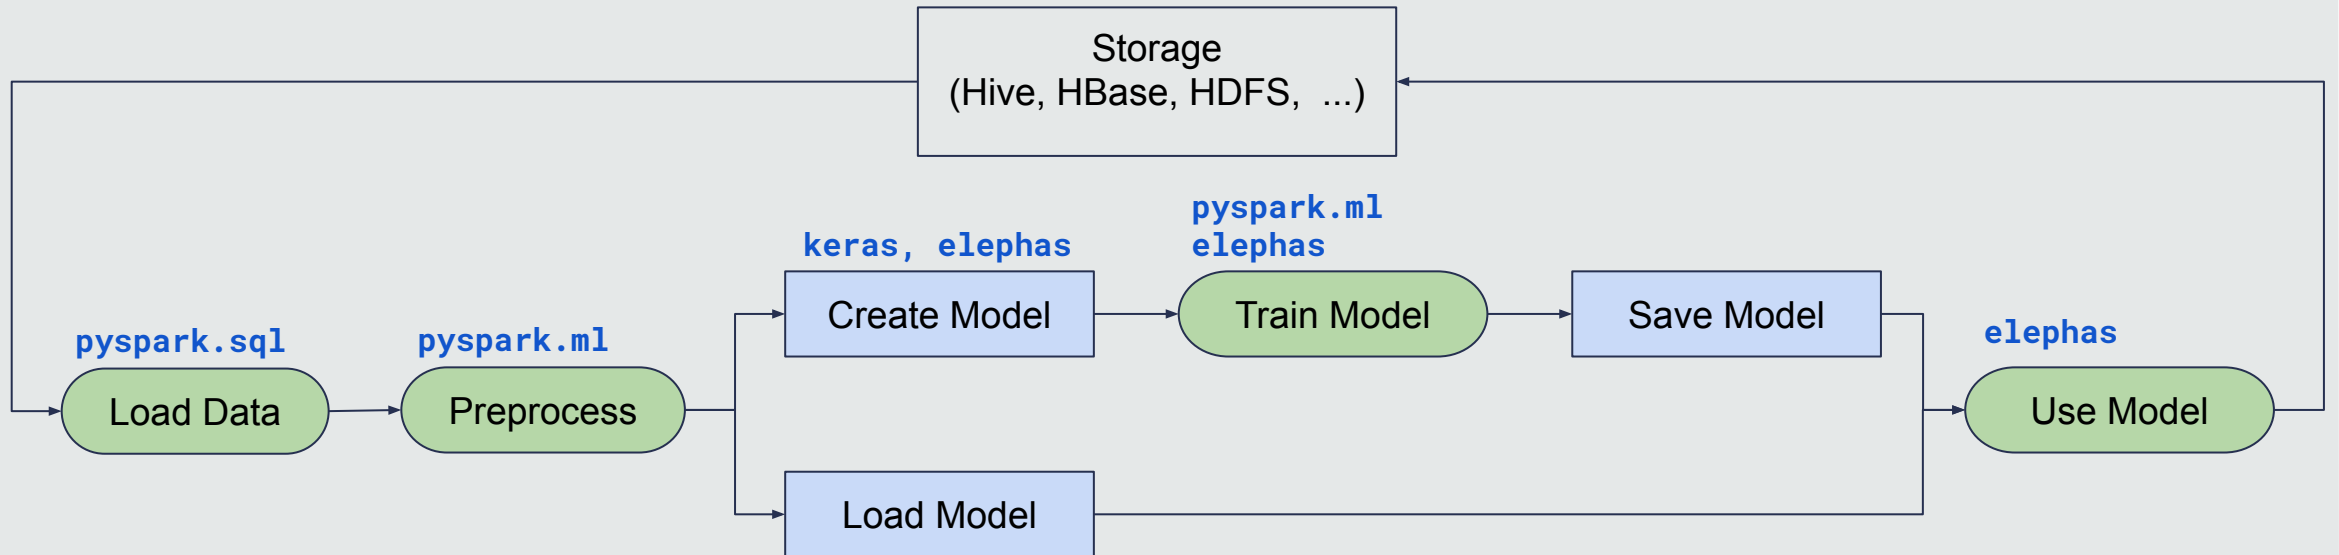 Storage
(Hive, HBase, HDFS, ...)
pyspark.ml
keras, elephas
elephas
Create Model
Train Model
Save Model
pyspark.sql
pyspark.ml
elephas
Load Data
Preprocess
Use Model
Load Model